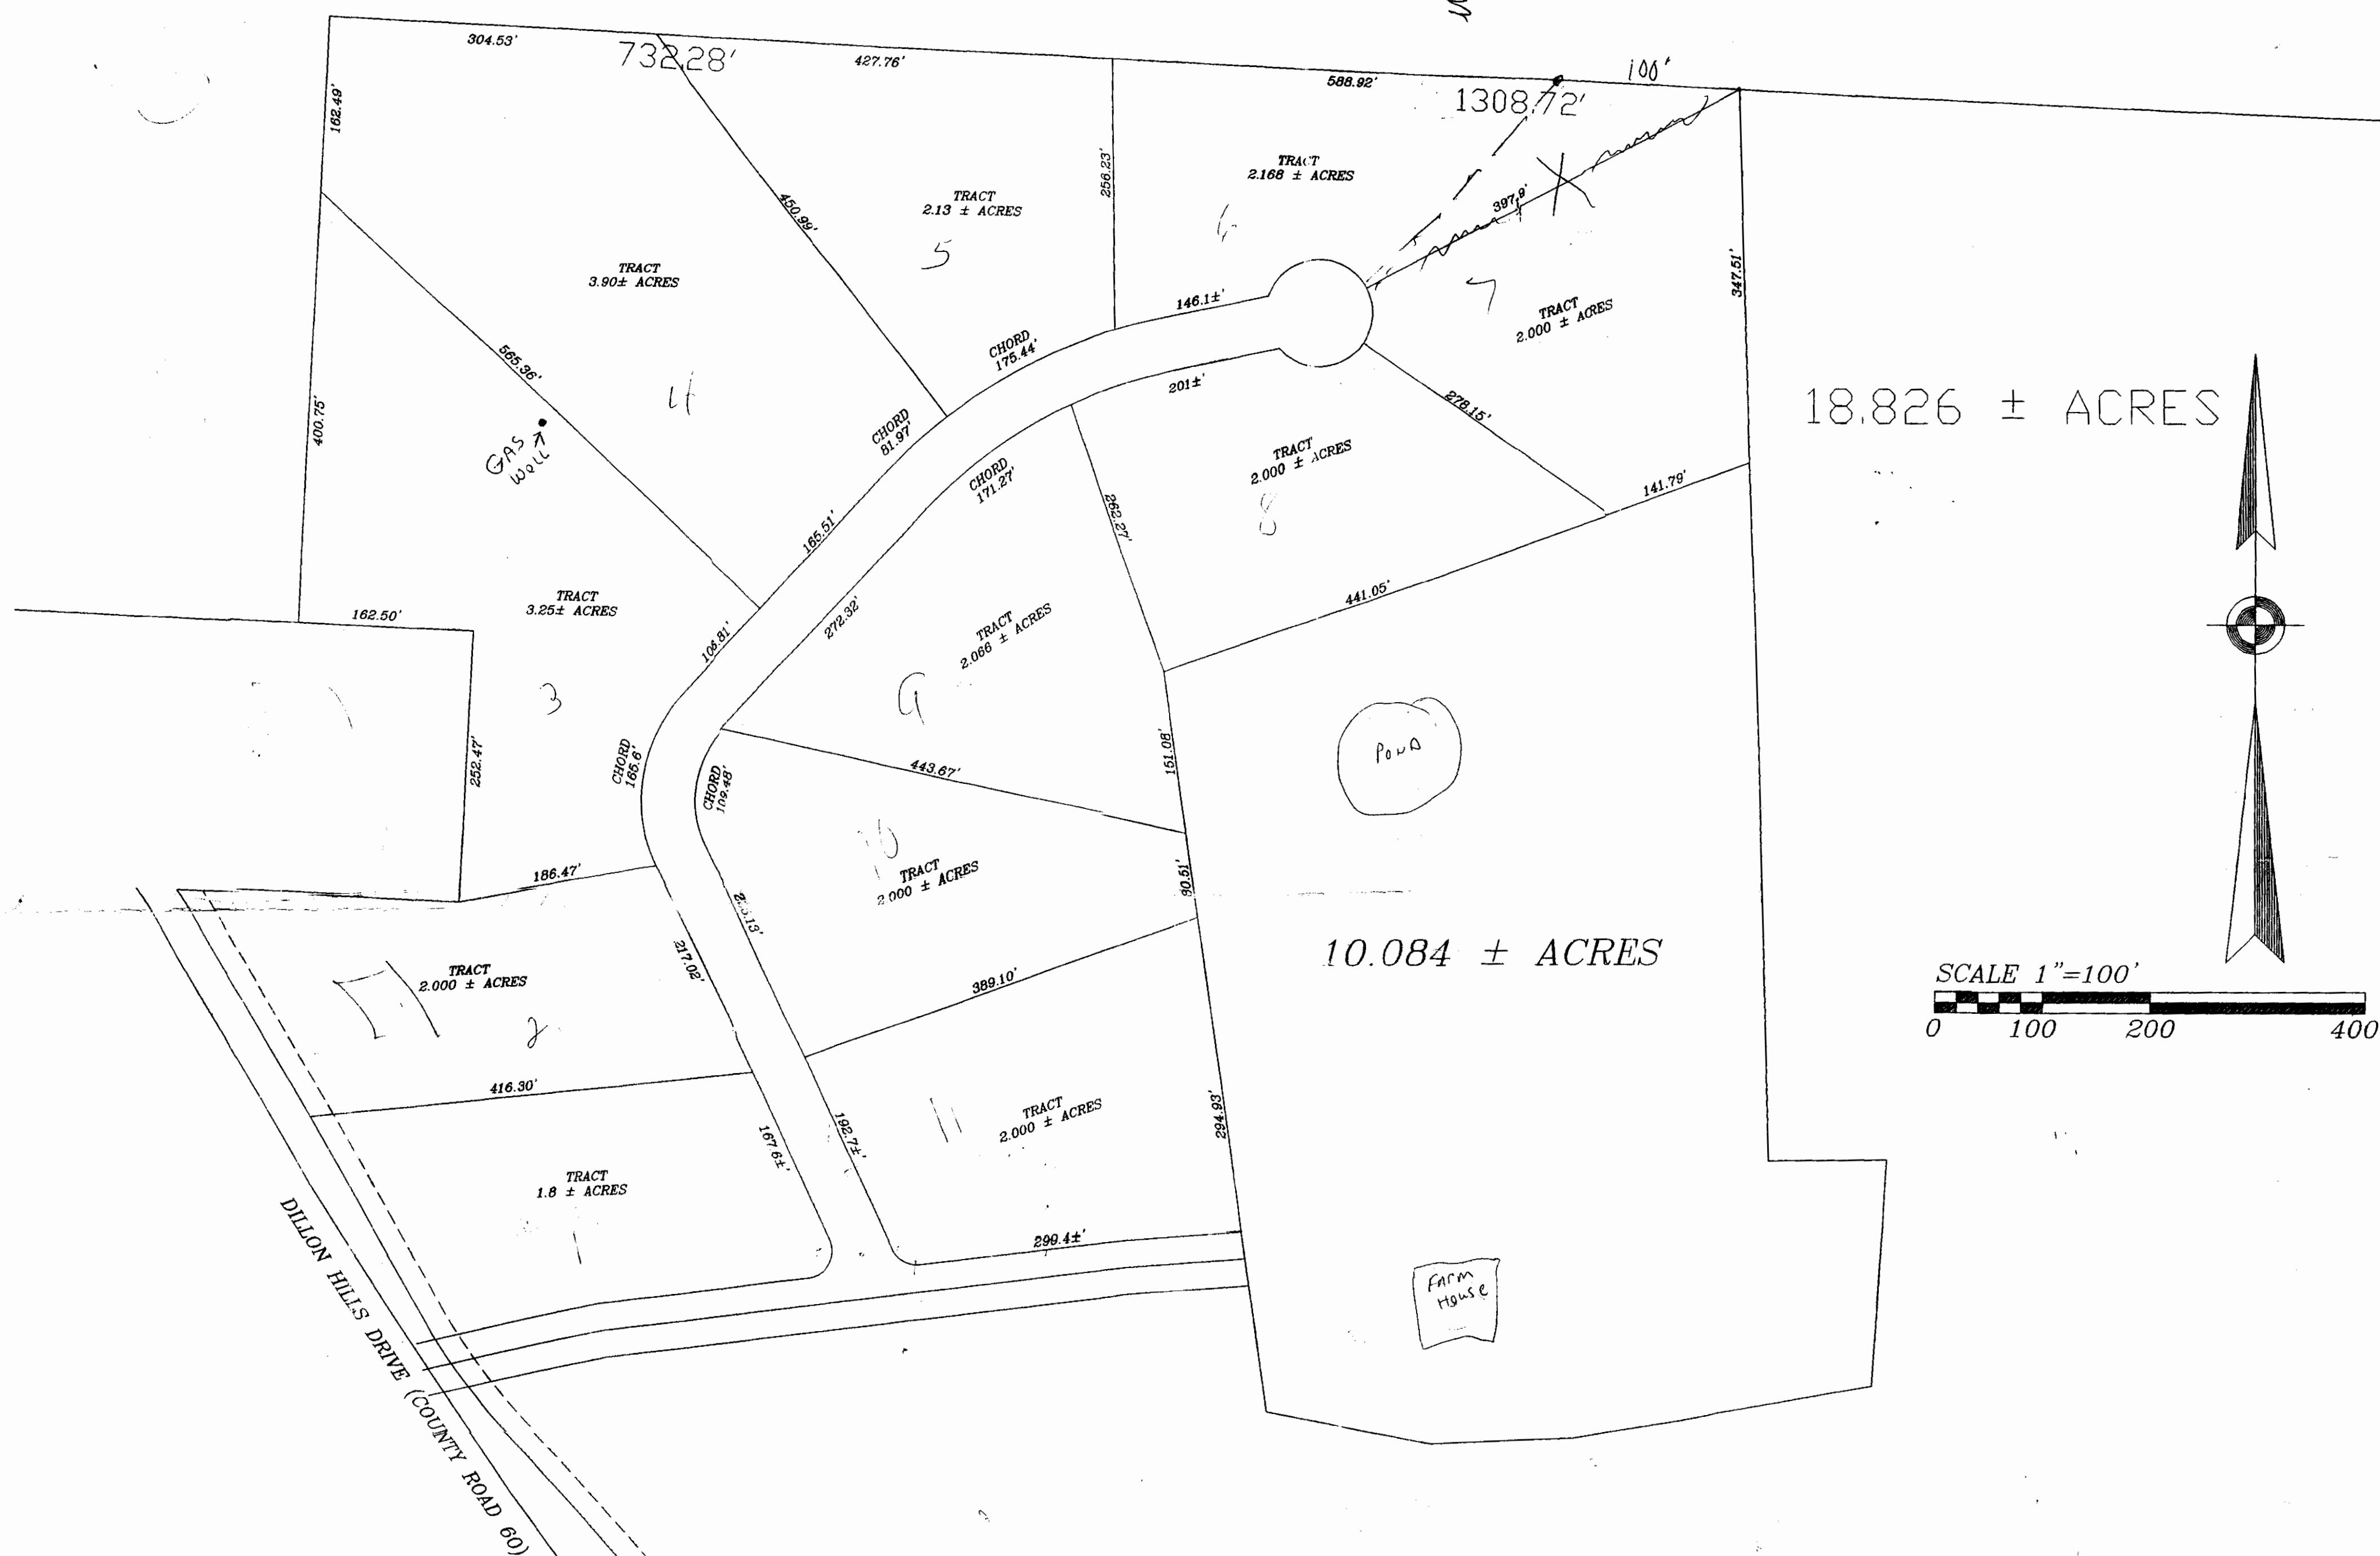 304.53'
732.28'
427.76'
588.92'
100'
1308.72'
162.49'
450.99'
256.23'
TRACT
2.13 ± ACRES
5
TRACT
2.168 ± ACRES
6
397.9'
X
7
TRACT
2.000 ± ACRES
347.51'
TRACT
3.90± ACRES
4
565.36'
400.75'
GAS
Well
146.1±'
CHORD
175.44'
CHORD
81.97'
201±'
CHORD
171.27'
278.15'
TRACT
2.000 ± ACRES
8
141.79'
18.826 ± ACRES
262.27'
165.51'
441.05'
162.50'
TRACT
3.25± ACRES
3
106.81'
272.32'
TRACT
2.066 ± ACRES
9
252.47'
CHORD
165.6'
CHORD
109.48'
443.67'
151.08'
POND
186.47'
10
TRACT
2.000 ± ACRES
80.51'
10.084 ± ACRES
217.02'
TRACT
2.000 ± ACRES
2
389.10'
SCALE 1"=100'
0 100 200 400
416.30'
TRACT
1.8 ± ACRES
1
167.6±'
192.7±'
11
TRACT
2.000 ± ACRES
294.93'
299.4±'
FArm
House
DILLON HILLS DRIVE (COUNTY ROAD 60)